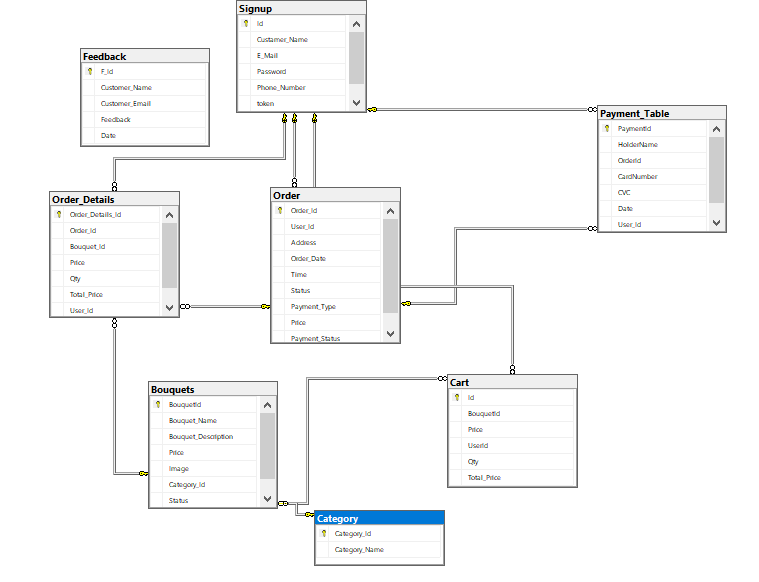 Signup
Id
Custamer_Name
E_Mail
Password
Phone_Number
token
Feedback
F_Id
Customer_Name
Customer_Email
Feedback
Date
Payment_Table
PaymentId
HolderName
OrderId
CardNumber
CVC
Date
User_Id
Order_Details
Order_Details_Id
Order_Id
Bouquet_Id
Price
Qty
Total_Price
User_Id
Order
Order_Id
User_Id
Address
Order_Date
Time
Status
Payment_Type
Price
Payment_Status
Bouquets
BouquetId
Bouquet_Name
Bouquet_Description
Price
Image
Category_Id
Status
Cart
Id
BouquetId
Price
UserId
Qty
Total_Price
Category
Category_Id
Category_Name